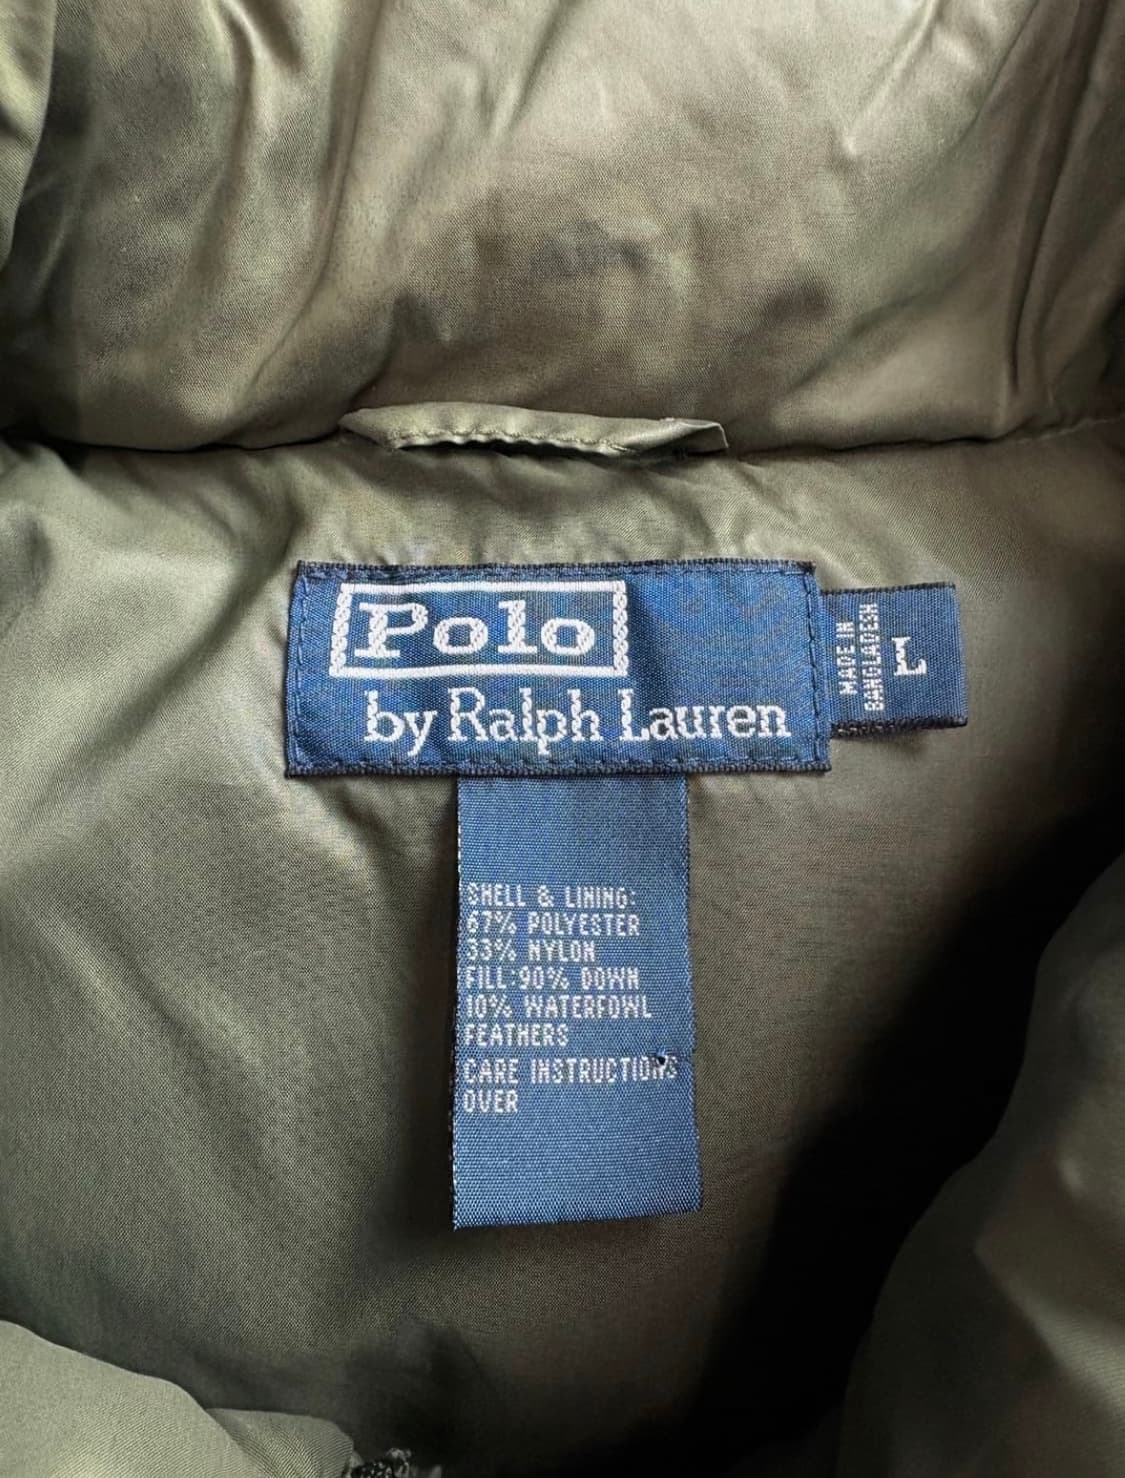 Polo
by Ralph Lauren
MADE IN
BANGLADESH
L
SHELL & LINING:
67% POLYESTER
33% NYLON
FILL:90% DOWN
10% WATERFOWL
FEATHERS
CARE INSTRUCTIONS
OVER